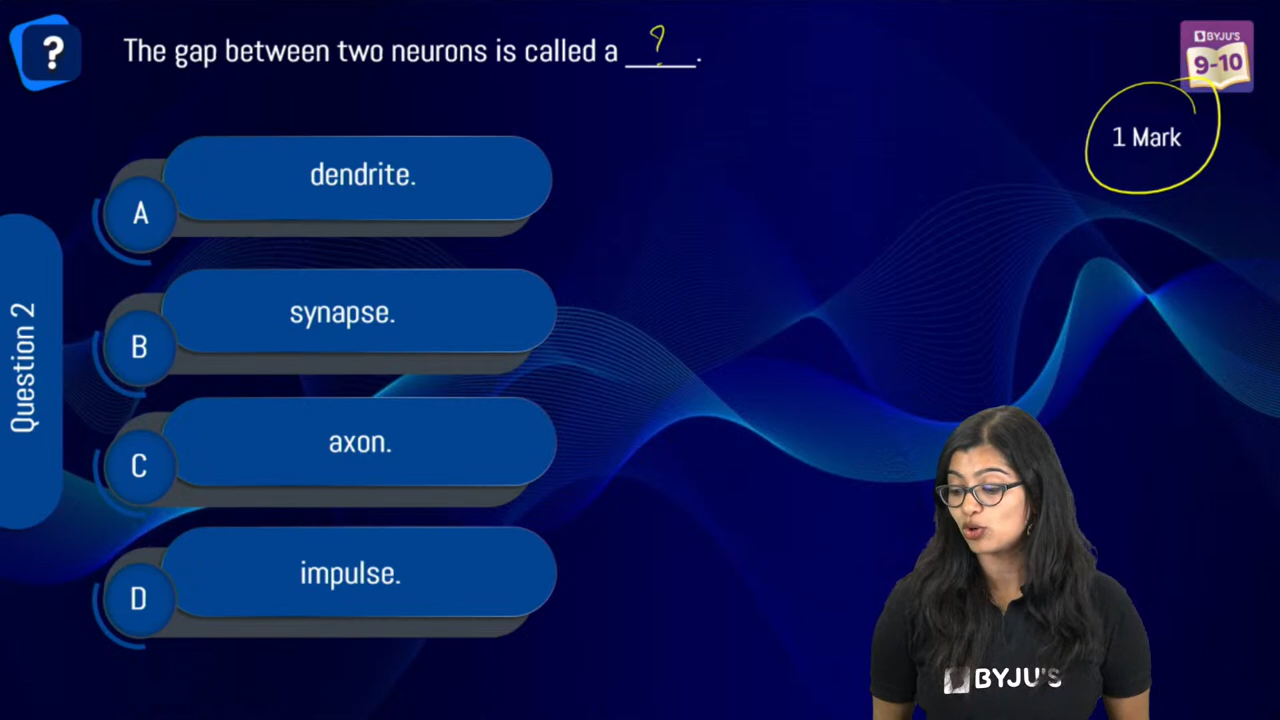 ?
The gap between two neurons is called a ?.
BYJU'S
9-10
1 Mark
A
dendrite.
B
synapse.
C
axon.
D
impulse.
Question 2
BYJU'S